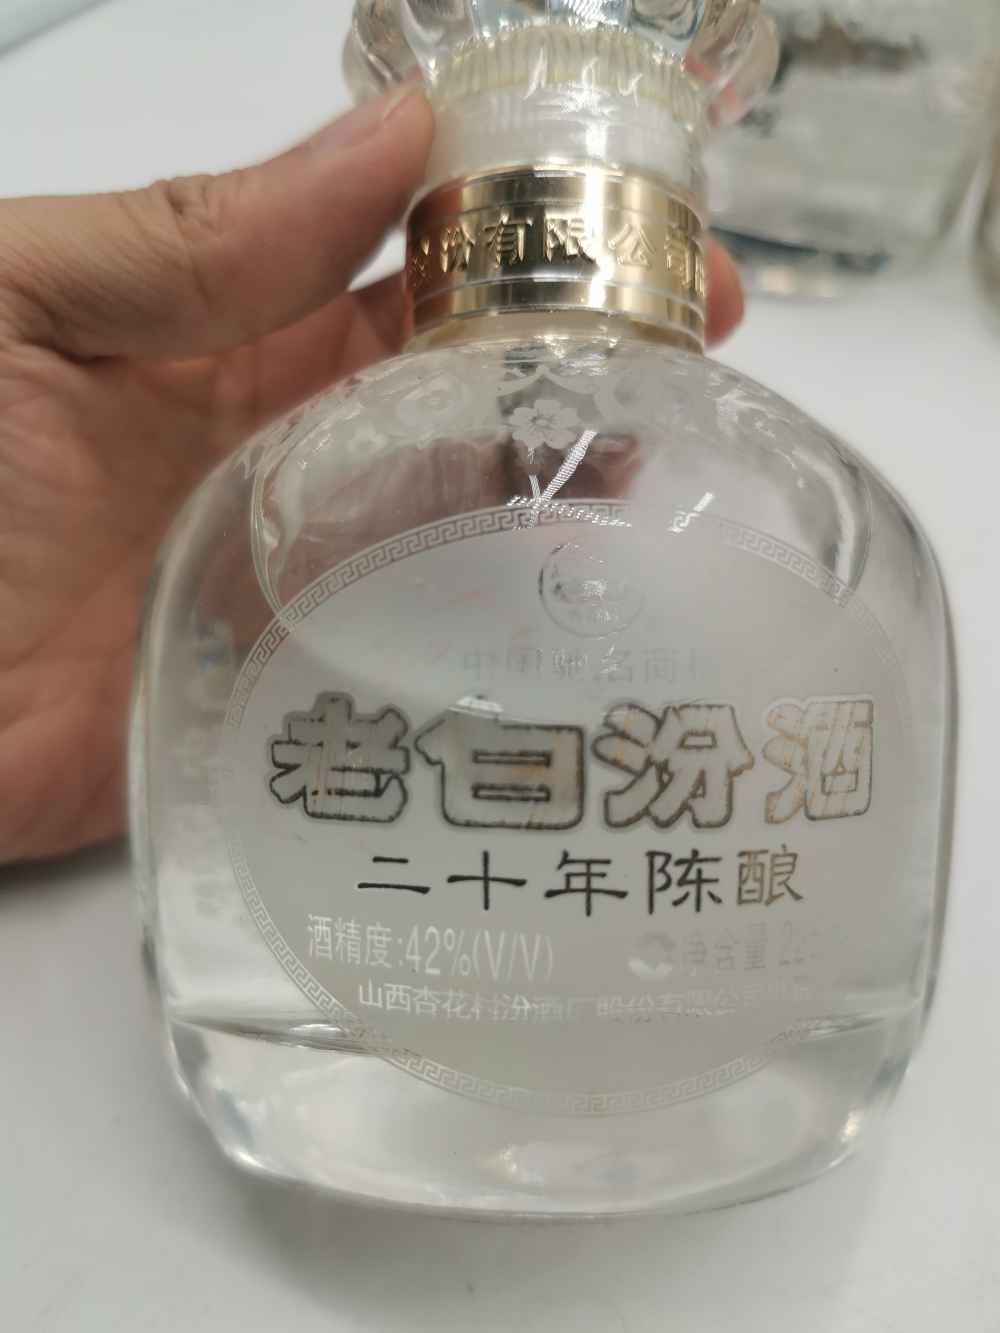 份有限公司
中国驰名商
老白汾酒
二十年陈酿
酒精度:42%(V/V) 净含量
山西杏花村汾酒厂股份有限公司出品